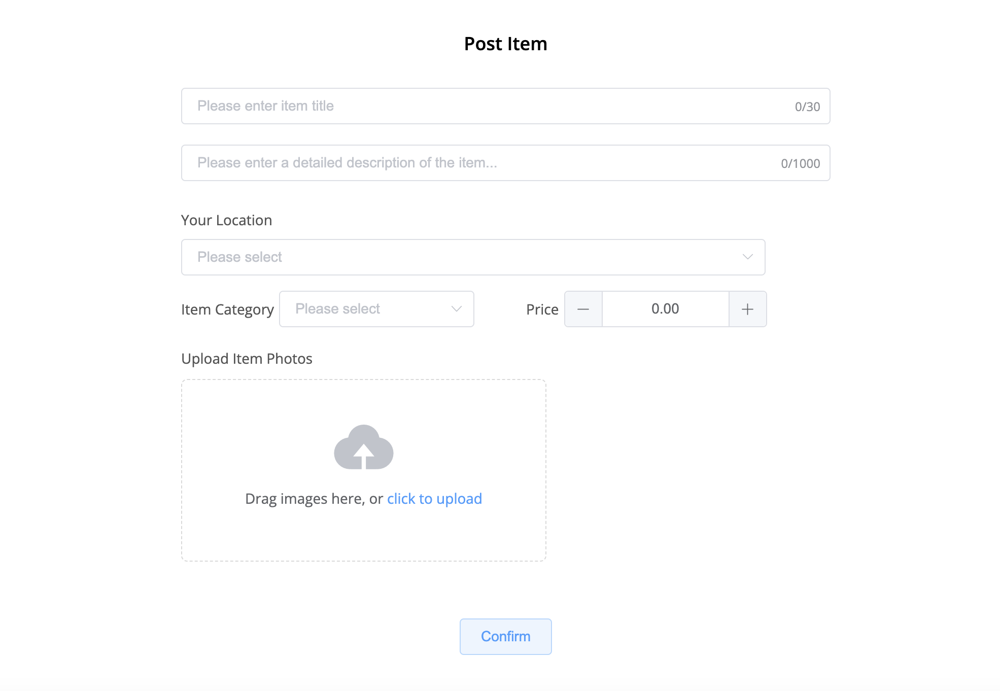 Post Item
Please enter item title 0/30
Please enter a detailed description of the item... 0/1000
Your Location
Please select
Item Category Please select Price 0.00
Upload Item Photos
Drag images here, or click to upload
Confirm